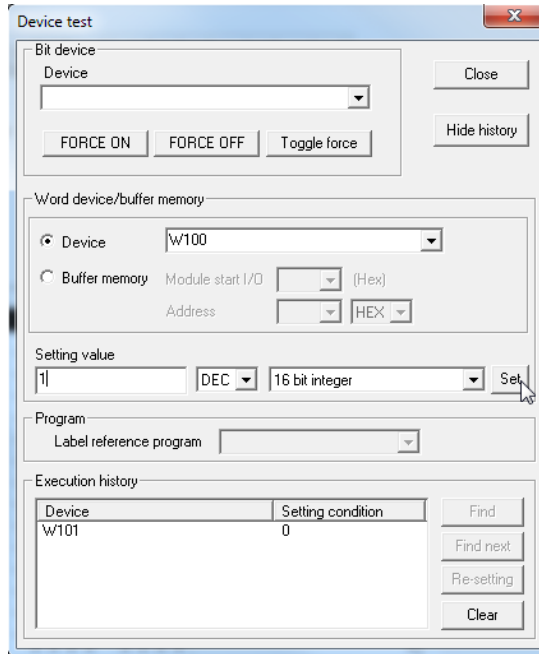 Device test
Bit device
Device
Close
FORCE ON FORCE OFF Toggle force
Hide history
Word device/buffer memory
Device W100
Buffer memory Module start I/O (Hex)
Address HEX
Setting value
1 DEC 16 bit integer Set
Program
Label reference program
Execution history
Device Setting condition
W101 0
Find
Find next
Re-setting
Clear